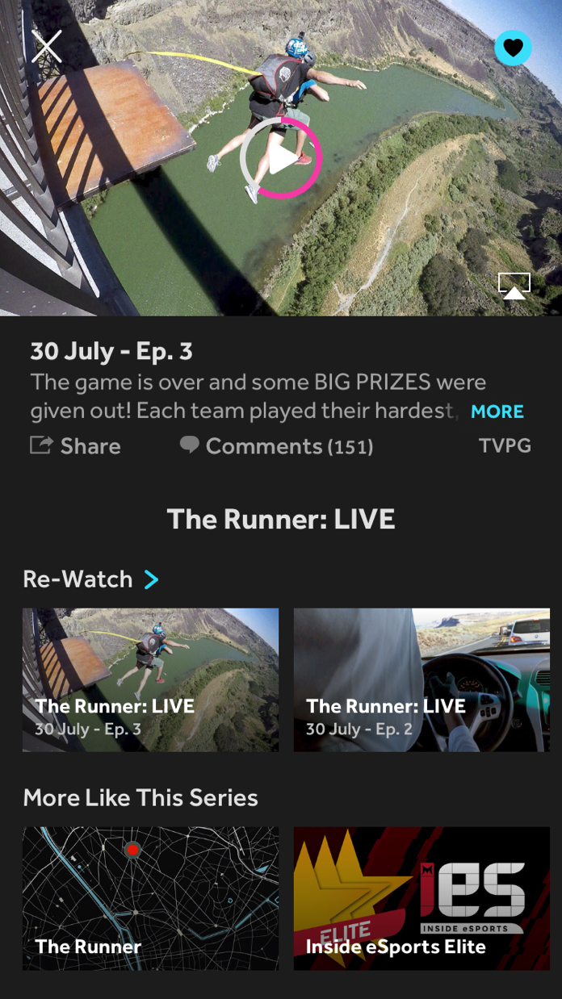 30 July - Ep. 3
The game is over and some BIG PRIZES were
given out! Each team played their hardest, MORE
Share Comments (151) TVPG
The Runner: LIVE
Re-Watch
The Runner: LIVE
30 July - Ep. 3
The Runner: LIVE
30 July - Ep. 2
More Like This Series
The Runner
ies
INSIDE eSPORTS
ELITE
Inside eSports Elite